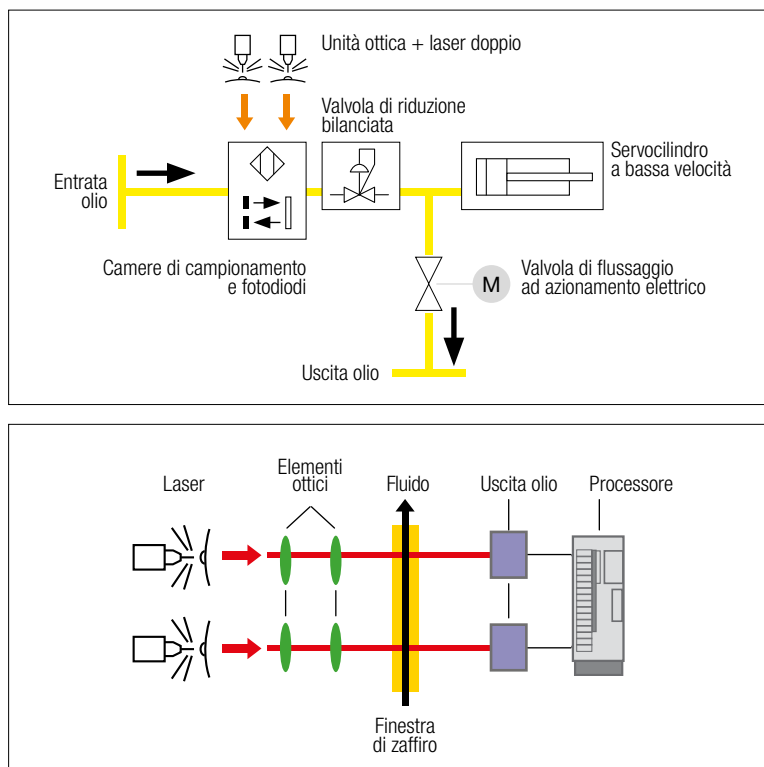 Unità ottica + laser doppio
Valvola di riduzione
bilanciata
Servocilindro
a bassa velocità
Entrata
olio
Camere di campionamento
e fotodiodi
M
Valvola di flussaggio
ad azionamento elettrico
Uscita olio
Laser
Elementi
ottici
Fluido
Uscita olio
Processore
Finestra
di zaffiro